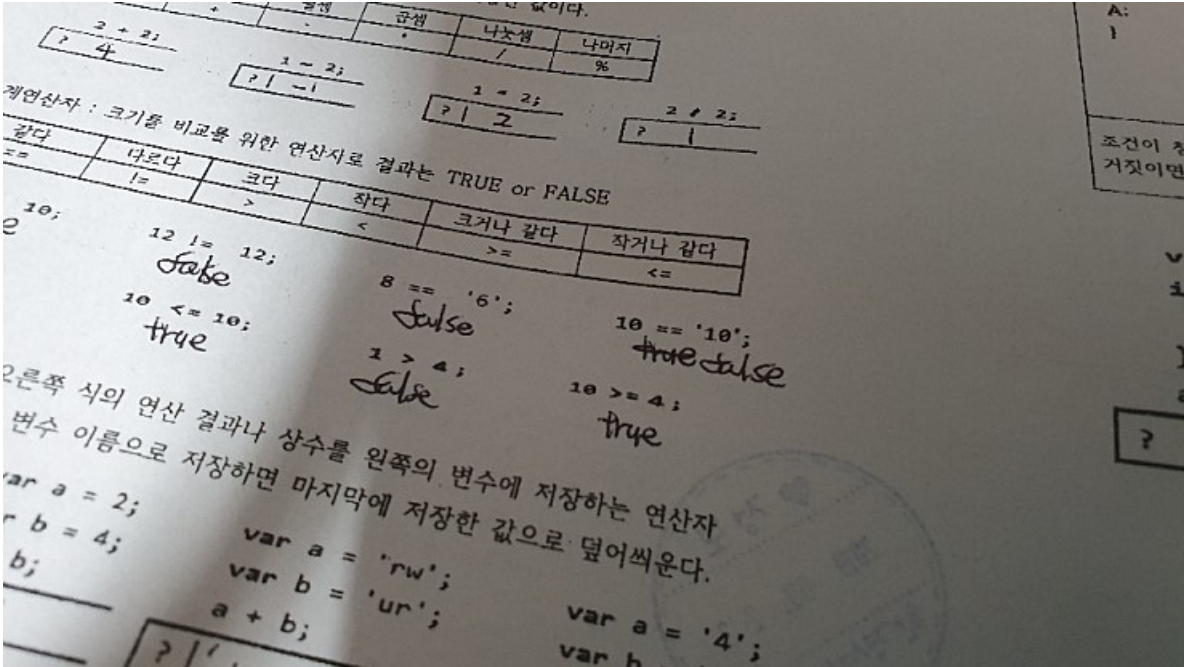 값이다.
+ - 곱셈 나눗셈 나머지
* / %
2 + 2;
? 4
1 - 2;
? -1
1 * 2;
? 2
2 / 2;
? 1
계연산자 : 크기를 비교를 위한 연산자로 결과는 TRUE or FALSE
같다 다르다 크다 작다 크거나 같다 작거나 같다
== != > < >= <=
10;
12 != 12;
false
8 == '6';
false
10 == '10';
true false
10 <= 10;
true
1 > 4;
false
10 >= 4;
true
오른쪽 식의 연산 결과나 상수를 왼쪽의 변수에 저장하는 연산자
변수 이름으로 저장하면 마지막에 저장한 값으로 덮어씌운다.
var a = 2;
r b = 4;
b;
var a = 'rw';
var b = 'ur';
a + b;
?
var a = '4';
var b
A:
}
조건이
거짓이면
?